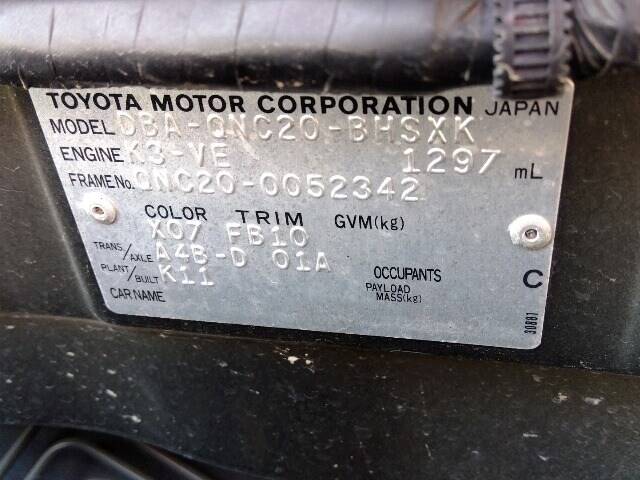 TOYOTA MOTOR CORPORATION JAPAN
MODEL DBA-QNC20-BHSXK
ENGINE K3-VE 1297 mL
FRAME No. QNC20-0052342
COLOR TRIM GVM(kg)
X07 FB10
TRANS./AXLE A4B-D 01A
PLANT/BUILT K11 OCCUPANTS C
CAR NAME PAYLOAD MASS(kg)
30881